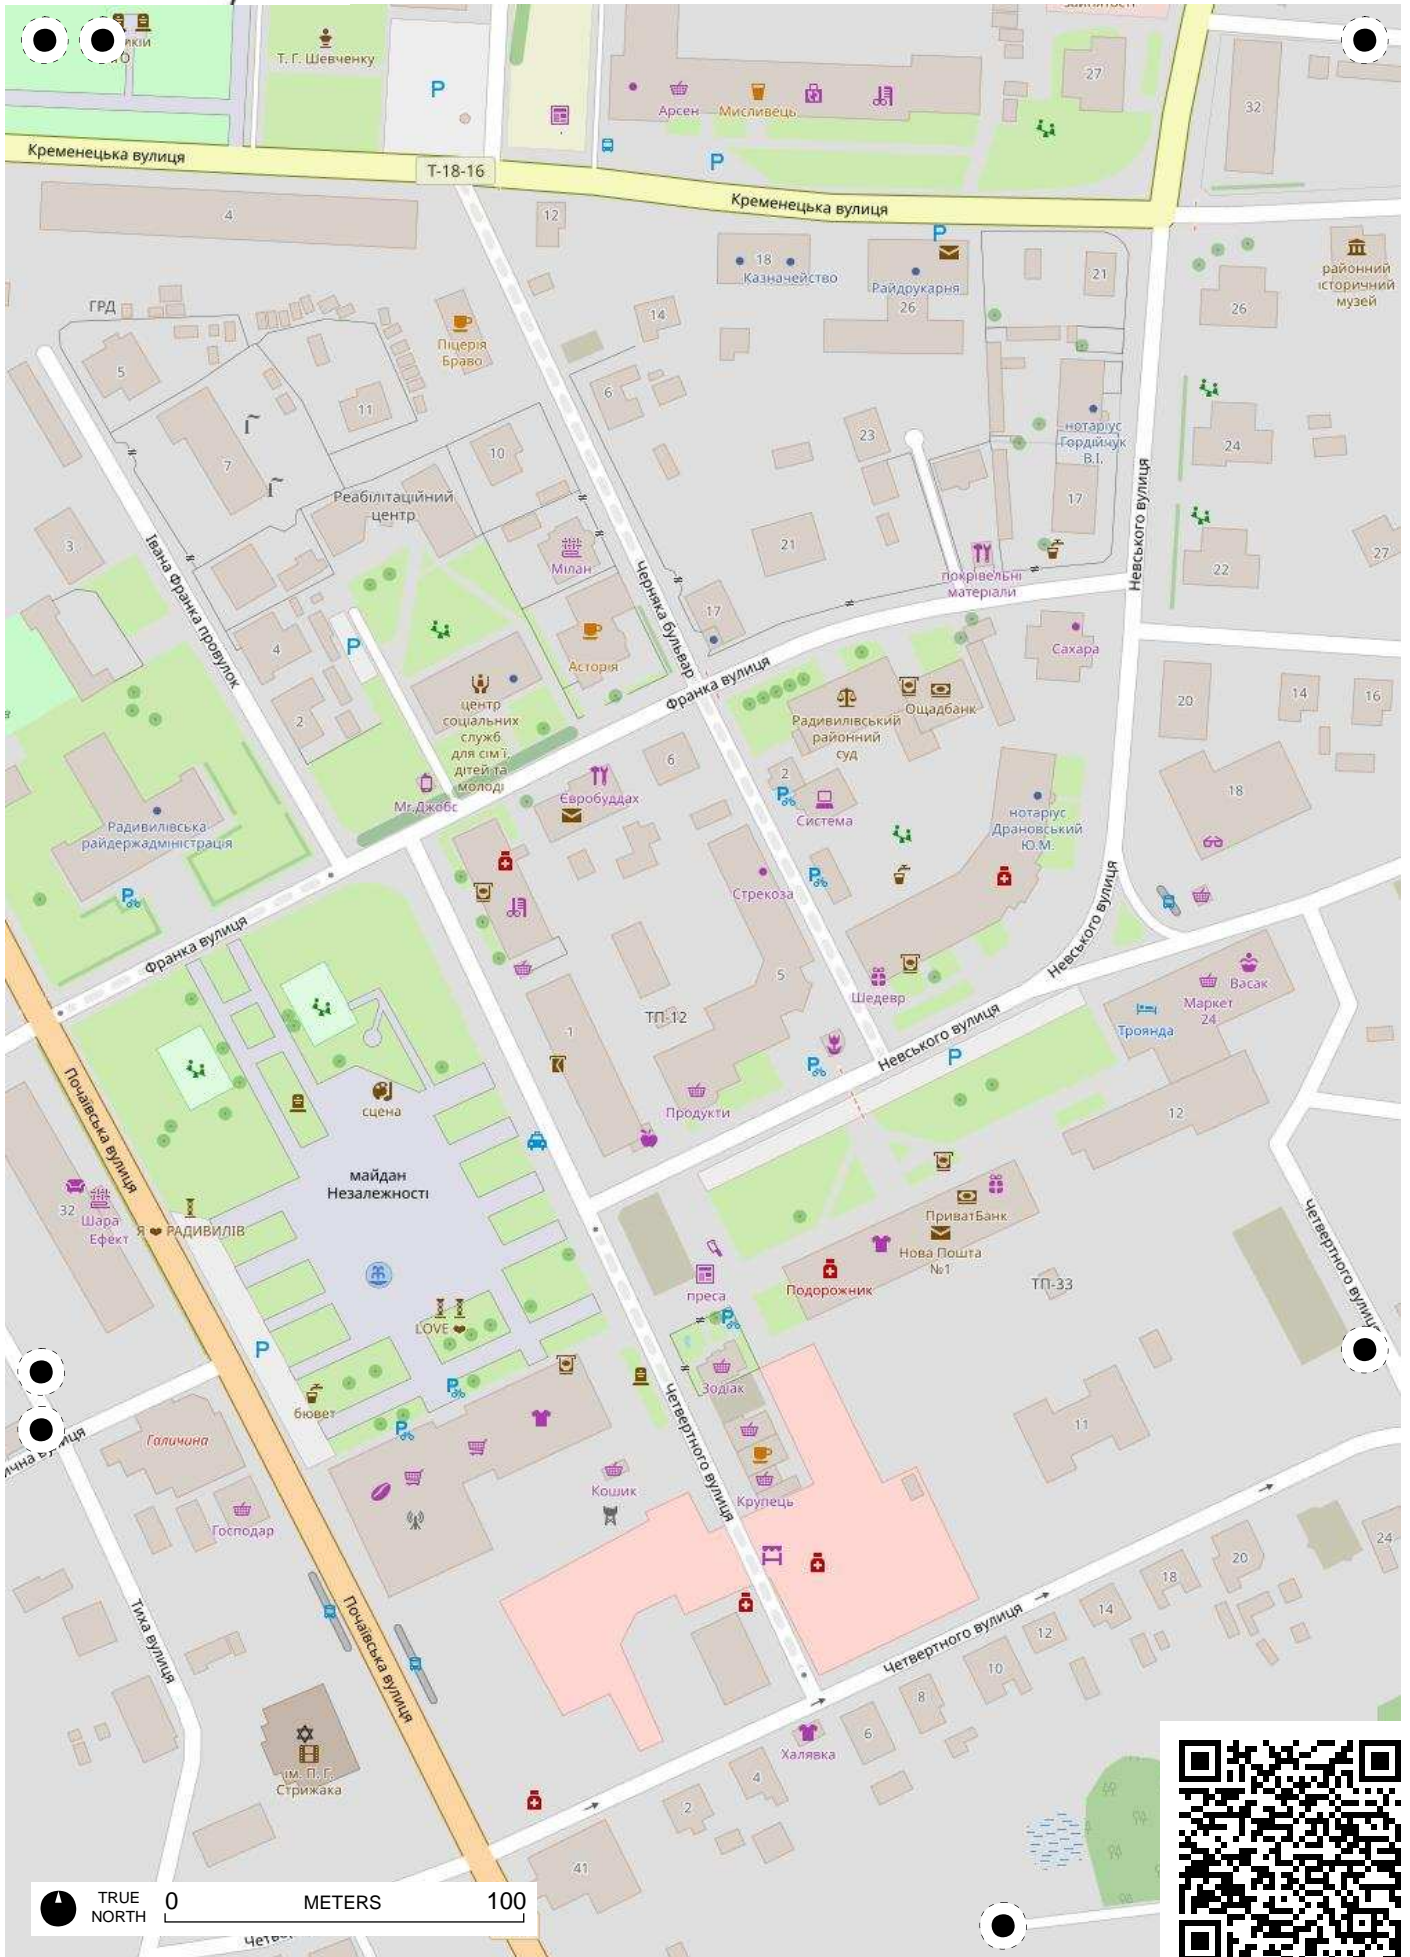 Т. Г. Шевченку
P
Арсен
Мисливець
27
32
P
Кременецька вулиця
Т-18-16
Кременецька вулиця
4
12
P
18
Казначейство
Райдрукарня
26
21
26
районний
історичний
музей
ГРД
14
Піцерія
Браво
5
11
6
7
10
23
нотаріус
Гордійчук
В.І.
24
Реабілітаційний
центр
17
Невського вулиця
3
Івана Франка провулок
Мілан
21
22
27
покрівельні
матеріали
Черняка бульвар
17
4
P
Асторія
Сахара
Франка вулиця
2
центр
соціальних
служб
для сім'ї,
дітей та
молоді
Радивилівський
районний
суд
Ощадбанк
20
14
16
6
2
P
Mr.Джобс
Євробуддах
Система
18
Радивилівська
райдержадміністрація
нотаріус
Драновський
Ю.М.
P
Стрекоза
P
Невського вулиця
Франка вулиця
5
Шедевр
Васак
Маркет
24
ТП-12
1
Троянда
Невського вулиця
P
P
Почаївська вулиця
сцена
Продукти
12
майдан
Незалежності
32
Шара
Ефект
Я ❤ РАДИВИЛІВ
ПриватБанк
Нова Пошта
№1
Четвертного вулиця
преса
Подорожник
ТП-33
LOVE ❤
P
P
Зодіак
P
бювет
P
Четвертного вулиця
Галичина
11
Кошик
Крупець
Господар
24
20
18
14
12
Тиха вулиця
Почаївська вулиця
Четвертного вулиця
10
8
6
Халявка
ім. П. Г.
Стрижака
4
2
41
TRUE
NORTH
0 METERS 100